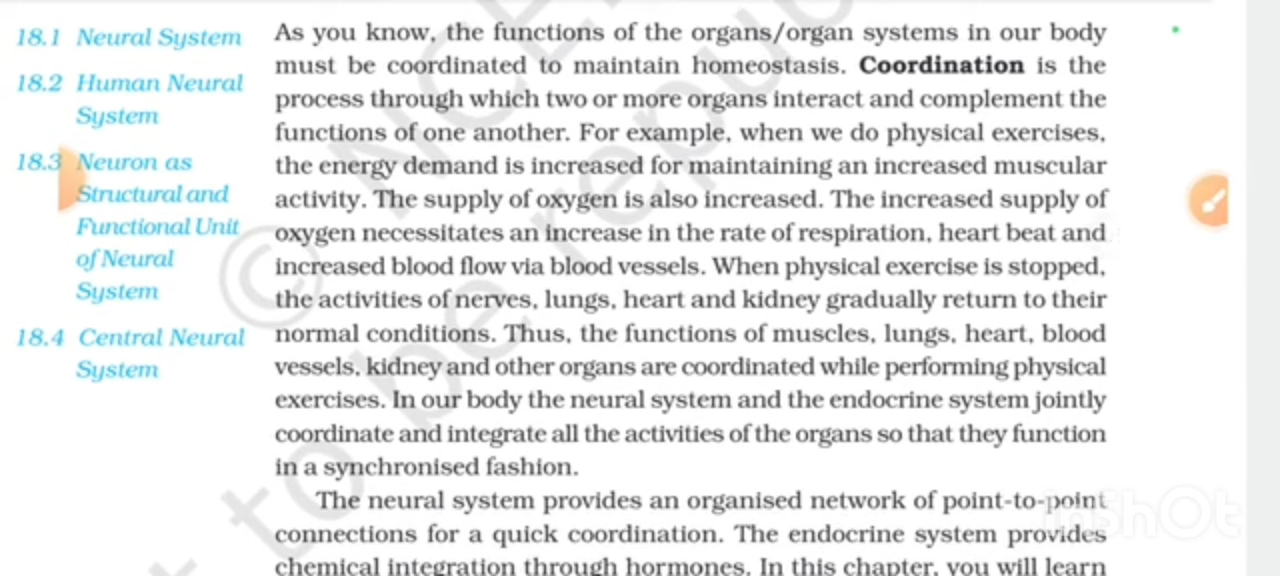 18.1 Neural System
18.2 Human Neural
System
18.3 Neuron as
Structural and
Functional Unit
of Neural
System
18.4 Central Neural
System
As you know, the functions of the organs/organ systems in our body
must be coordinated to maintain homeostasis. Coordination is the
process through which two or more organs interact and complement the
functions of one another. For example, when we do physical exercises,
the energy demand is increased for maintaining an increased muscular
activity. The supply of oxygen is also increased. The increased supply of
oxygen necessitates an increase in the rate of respiration, heart beat and
increased blood flow via blood vessels. When physical exercise is stopped,
the activities of nerves, lungs, heart and kidney gradually return to their
normal conditions. Thus, the functions of muscles, lungs, heart, blood
vessels, kidney and other organs are coordinated while performing physical
exercises. In our body the neural system and the endocrine system jointly
coordinate and integrate all the activities of the organs so that they function
in a synchronised fashion.
The neural system provides an organised network of point-to-point
connections for a quick coordination. The endocrine system provides
chemical integration through hormones. In this chapter, you will learn
© NCE
be repub
t to
InShOt